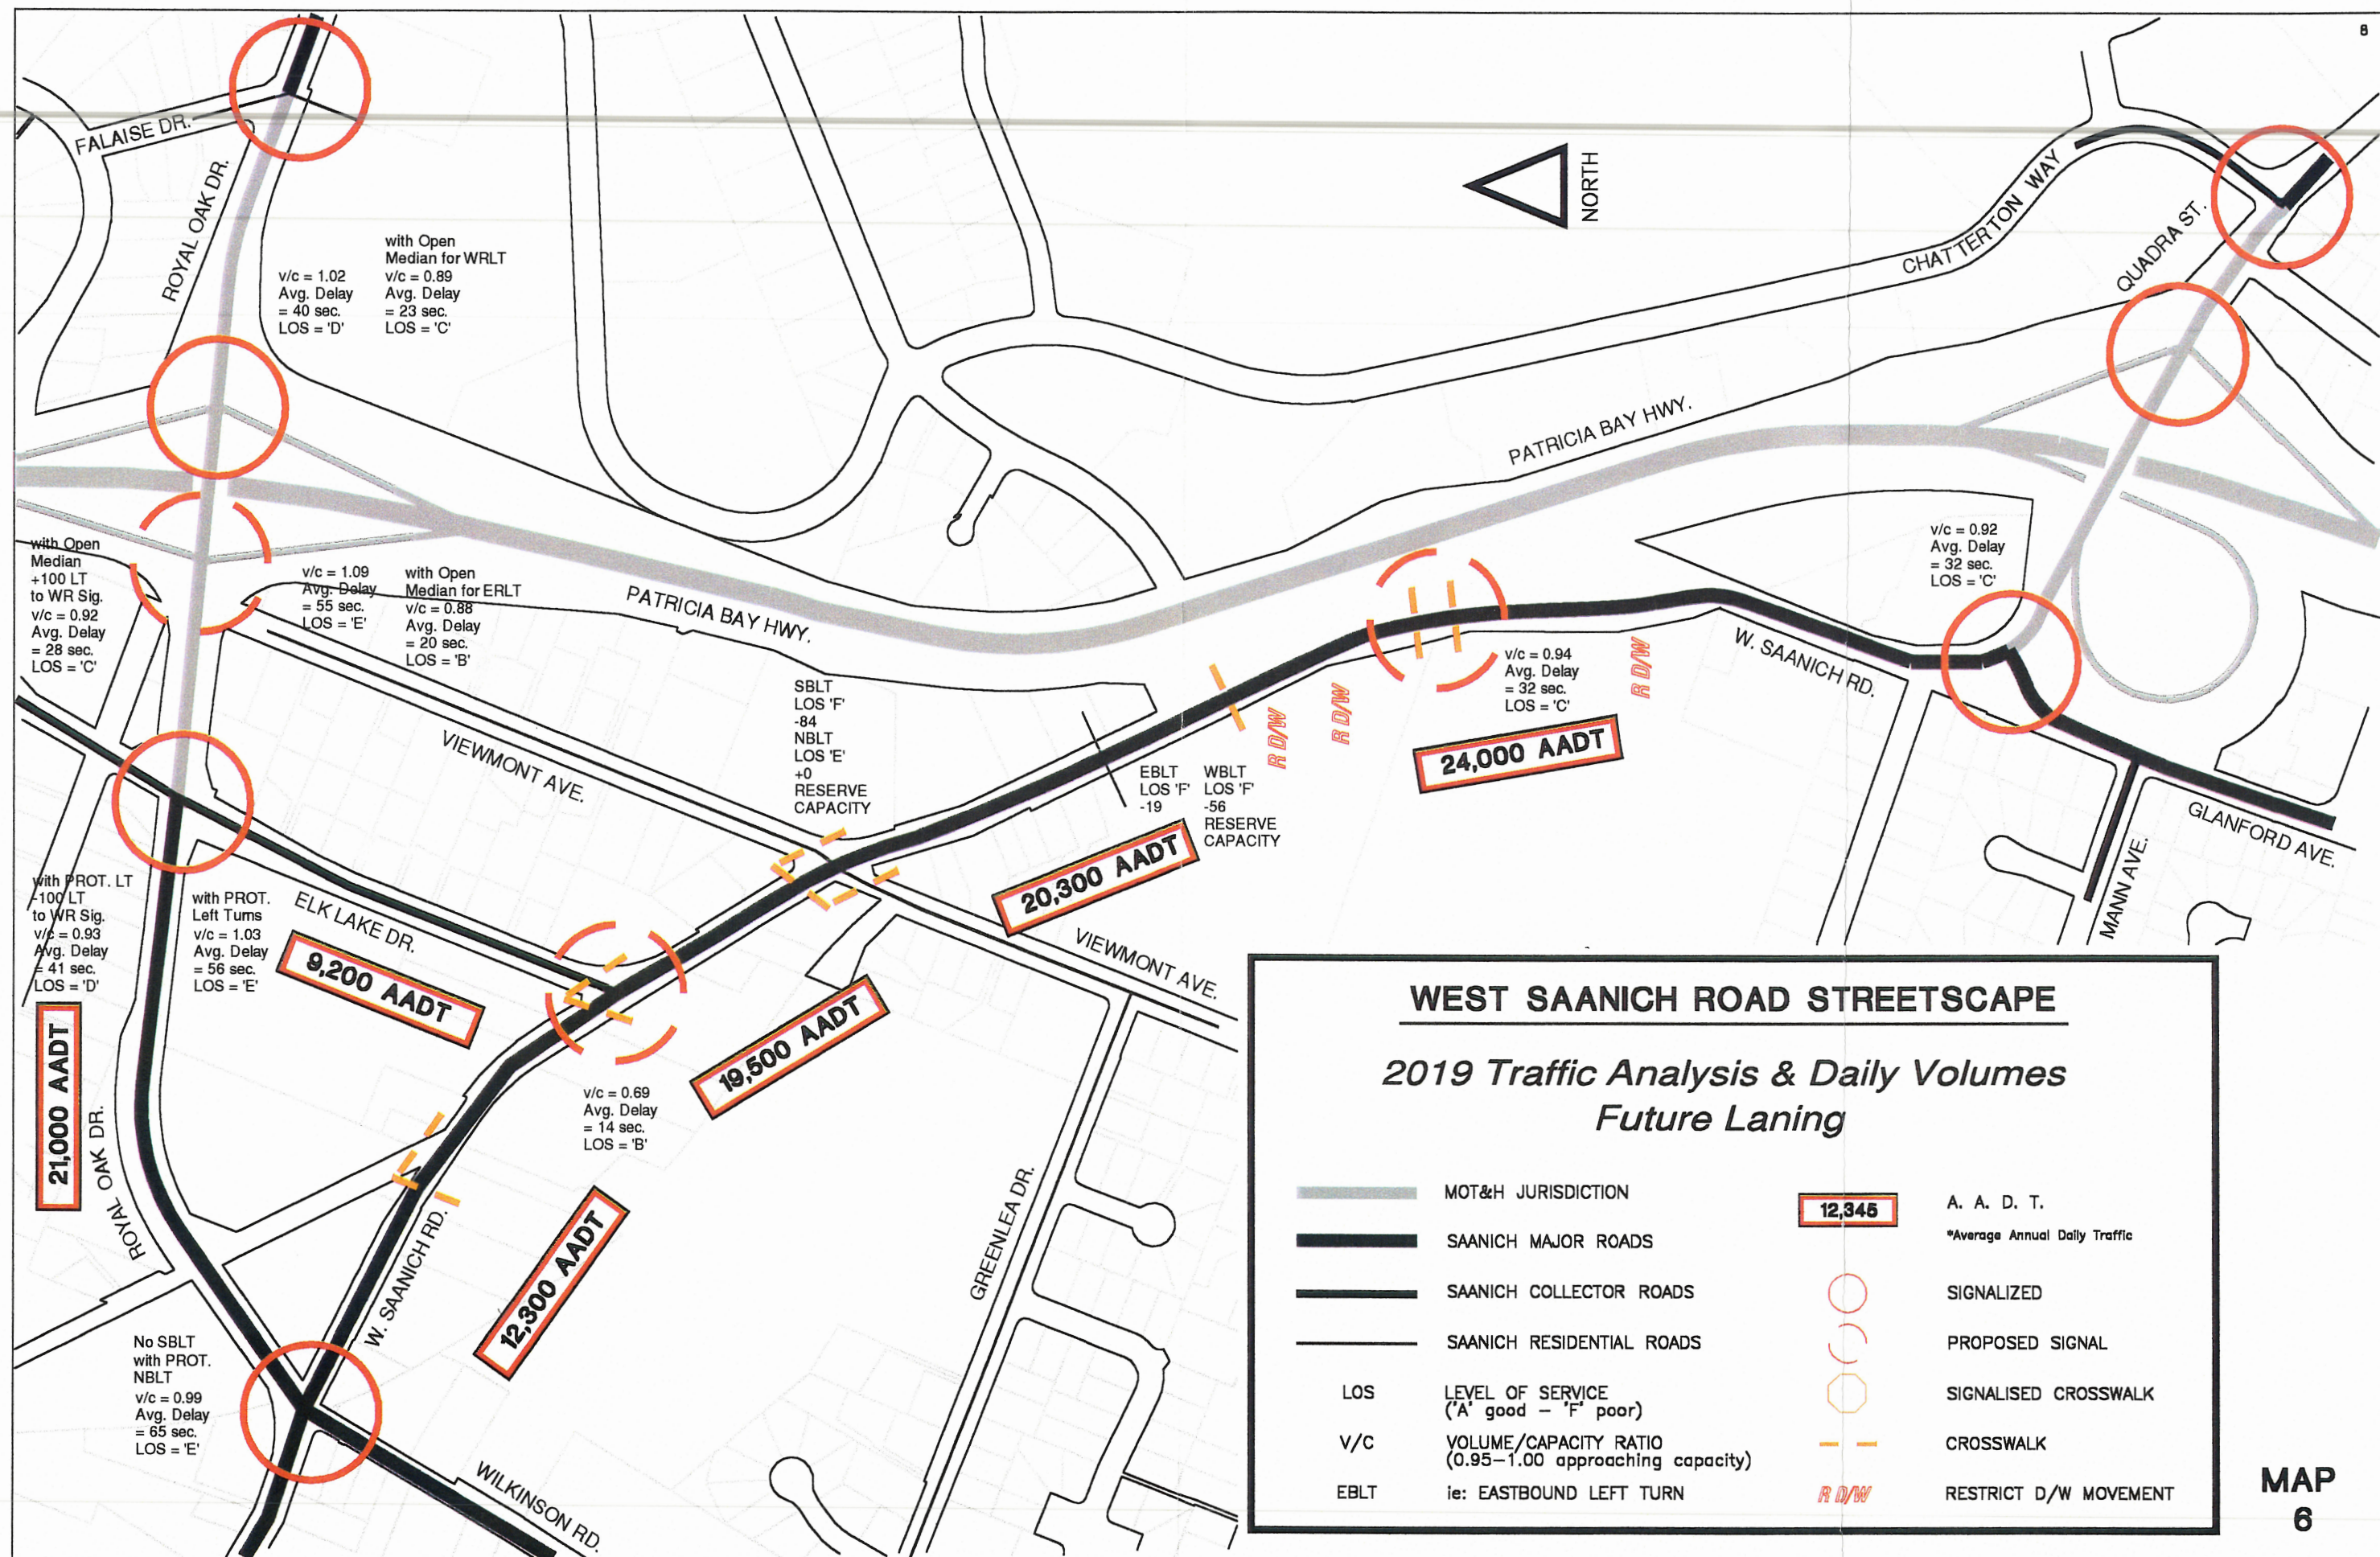 8
FALAISE DR.
ROYAL OAK DR.
v/c = 1.02
Avg. Delay
= 40 sec.
LOS = 'D'
with Open
Median for WRLT
v/c = 0.89
Avg. Delay
= 23 sec.
LOS = 'C'
NORTH
CHATTERTON WAY
QUADRA ST.
PATRICIA BAY HWY.
with Open
Median
+100 LT
to WR Sig.
v/c = 0.92
Avg. Delay
= 28 sec.
LOS = 'C'
v/c = 1.09
Avg. Delay
= 55 sec.
LOS = 'E'
with Open
Median for ERLT
v/c = 0.88
Avg. Delay
= 20 sec.
LOS = 'B'
PATRICIA BAY HWY.
v/c = 0.92
Avg. Delay
= 32 sec.
LOS = 'C'
SBLT
LOS 'F'
-84
NBLT
LOS 'E'
+0
RESERVE
CAPACITY
R D/W
R D/W
R D/W
v/c = 0.94
Avg. Delay
= 32 sec.
LOS = 'C'
W. SAANICH RD.
VIEWMONT AVE.
24,000 AADT
EBLT
LOS 'F'
-19
WBLT
LOS 'F'
-56
RESERVE
CAPACITY
20,300 AADT
GLANFORD AVE.
MANN AVE.
with PROT. LT
-100 LT
to WR Sig.
v/c = 0.93
Avg. Delay
= 41 sec.
LOS = 'D'
with PROT.
Left Turns
v/c = 1.03
Avg. Delay
= 56 sec.
LOS = 'E'
ELK LAKE DR.
9,200 AADT
VIEWMONT AVE.
19,500 AADT
21,000 AADT
ROYAL OAK DR.
v/c = 0.69
Avg. Delay
= 14 sec.
LOS = 'B'
W. SAANICH RD.
12,300 AADT
GREENLEA DR.
No SBLT
with PROT.
NBLT
v/c = 0.99
Avg. Delay
= 65 sec.
LOS = 'E'
WILKINSON RD.
WEST SAANICH ROAD STREETSCAPE
2019 Traffic Analysis & Daily Volumes
Future Laning
MOT&H JURISDICTION
SAANICH MAJOR ROADS
SAANICH COLLECTOR ROADS
SAANICH RESIDENTIAL ROADS
LOS LEVEL OF SERVICE
('A' good - 'F' poor)
V/C VOLUME/CAPACITY RATIO
(0.95-1.00 approaching capacity)
EBLT ie: EASTBOUND LEFT TURN
12,345 A. A. D. T.
*Average Annual Daily Traffic
SIGNALIZED
PROPOSED SIGNAL
SIGNALISED CROSSWALK
CROSSWALK
R D/W RESTRICT D/W MOVEMENT
MAP
6